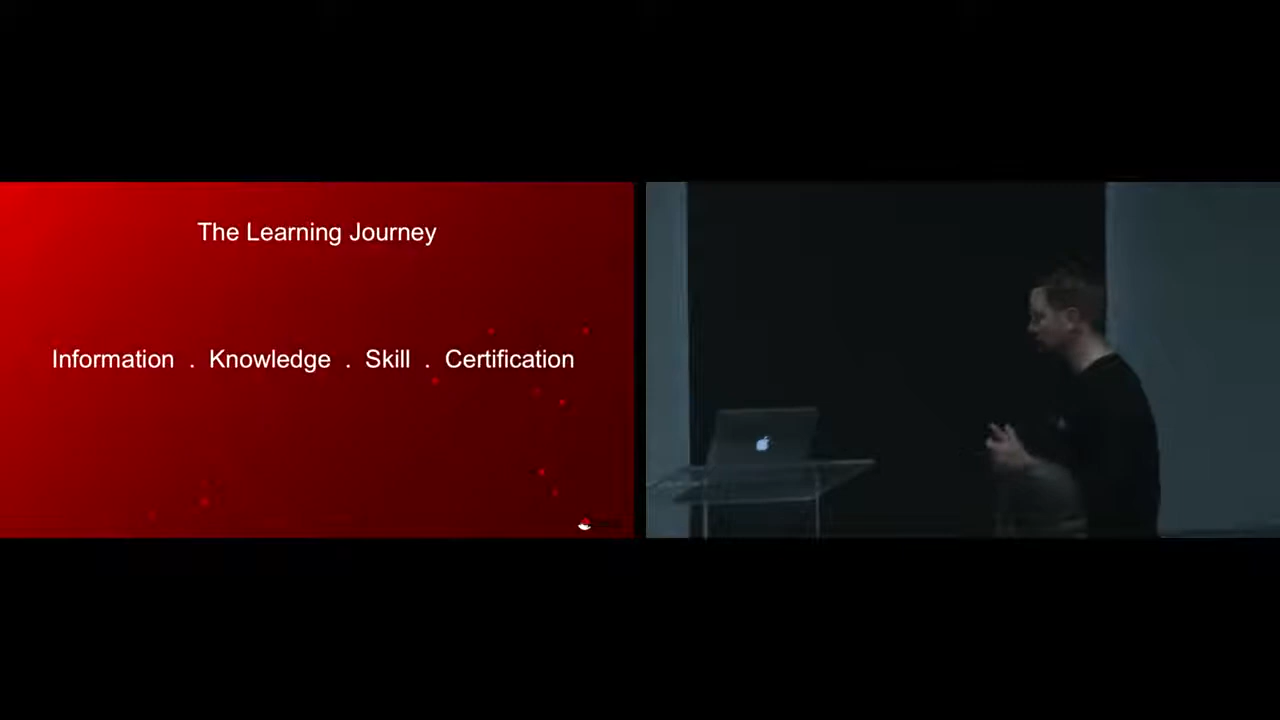 The Learning Journey
Information . Knowledge . Skill . Certification